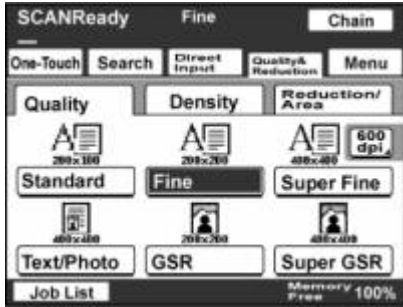 SCANReady Fine Chain
One-Touch Search Direct Input Quality& Reduction Menu
Quality Density Reduction/ Area
A A A 600 dpi
200x100 200x200 400x400
Standard Fine Super Fine
400x400 200x200 400x400
Text/Photo GSR Super GSR
Job List Memory Free 100%